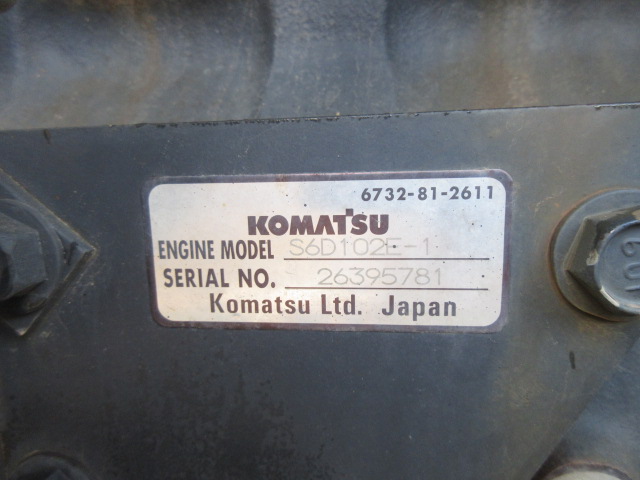 6732-81-2611
KOMATSU
ENGINE MODEL S6D102E-1
SERIAL NO. 26395781
Komatsu Ltd. Japan